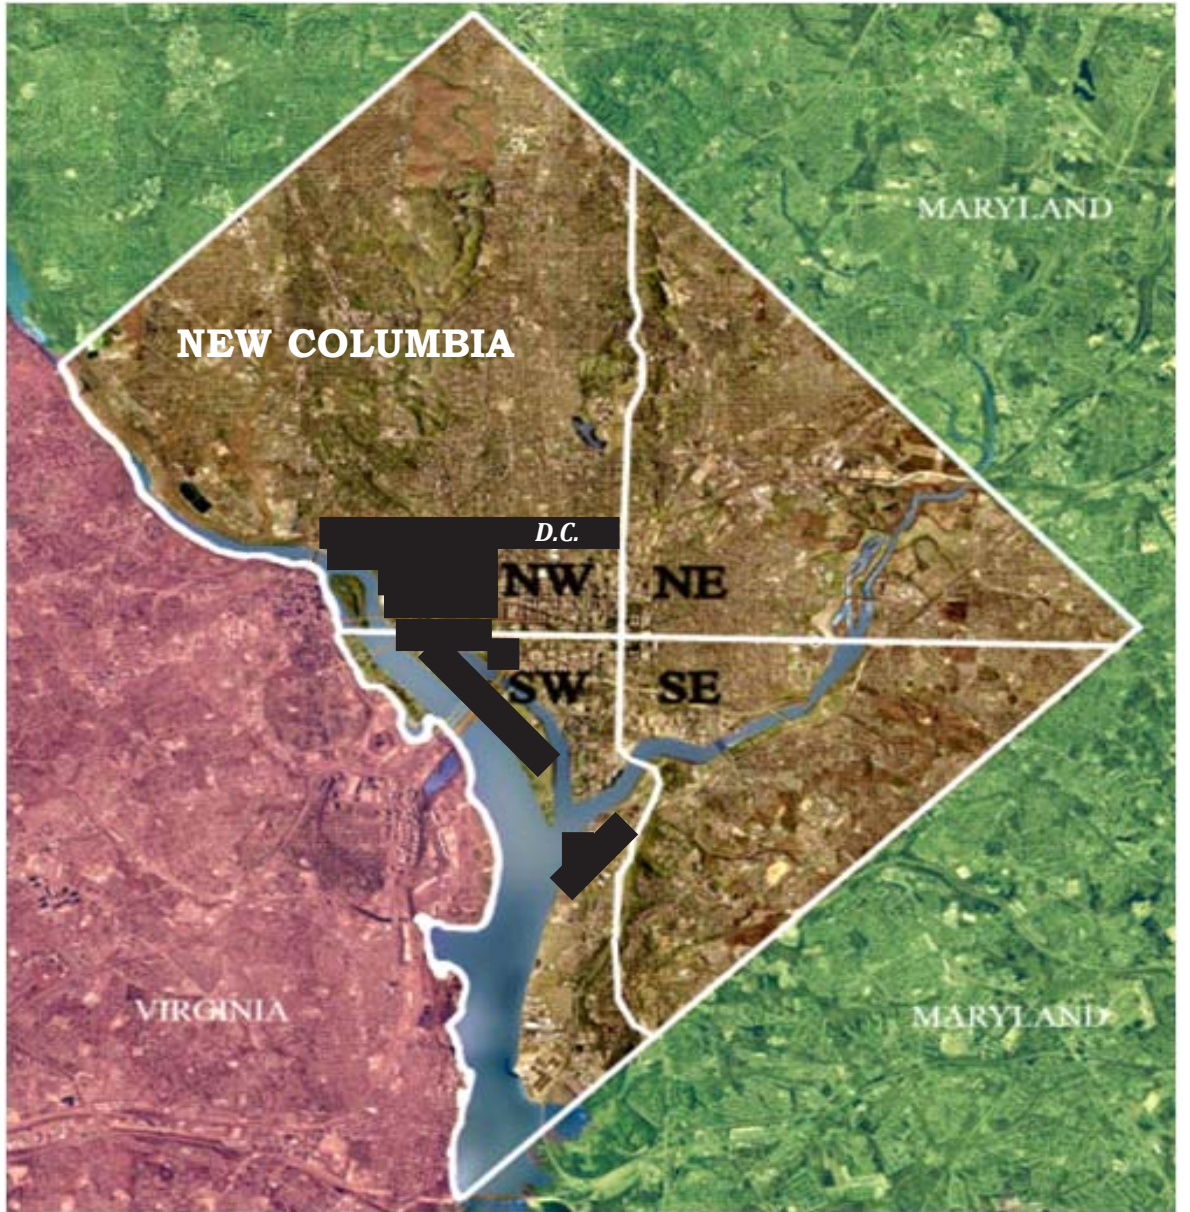 MARYLAND
NEW COLUMBIA
D.C.
NW NE
SW SE
VIRGINIA
MARYLAND